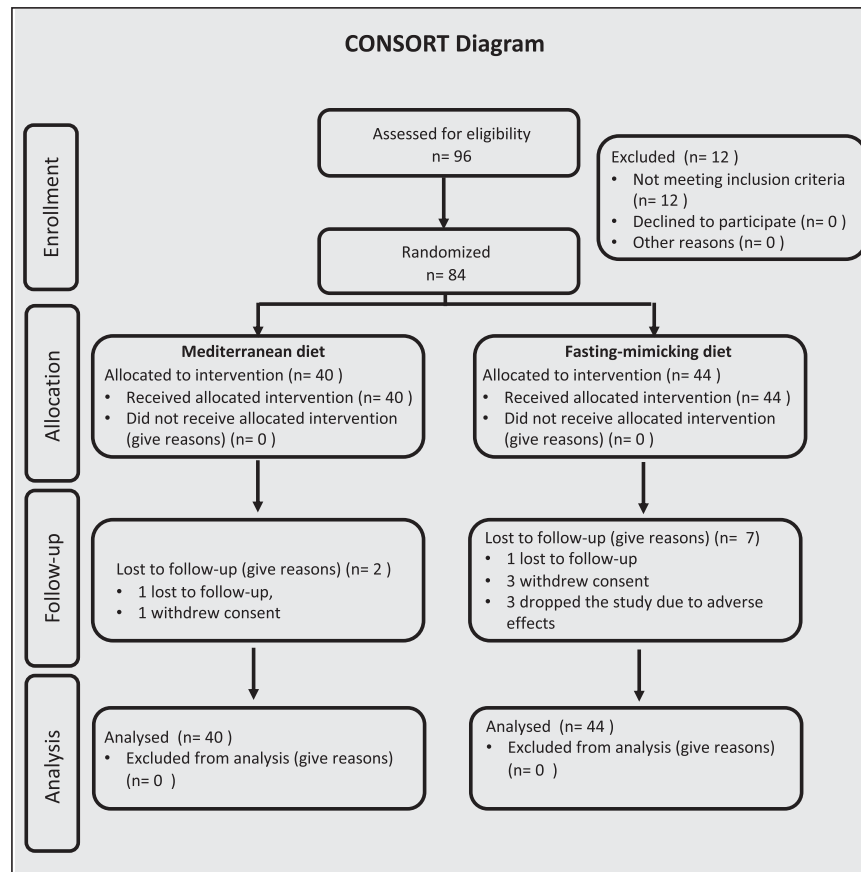 CONSORT Diagram
Enrollment
Assessed for eligibility
n= 96
Excluded (n= 12 )
• Not meeting inclusion criteria
(n= 12 )
• Declined to participate (n= 0 )
• Other reasons (n= 0 )
Randomized
n= 84
Allocation
Mediterranean diet
Allocated to intervention (n= 40 )
• Received allocated intervention (n= 40 )
• Did not receive allocated intervention
(give reasons) (n= 0 )
Fasting-mimicking diet
Allocated to intervention (n= 44 )
• Received allocated intervention (n= 44 )
• Did not receive allocated intervention
(give reasons) (n= 0 )
Follow-up
Lost to follow-up (give reasons) (n= 2 )
• 1 lost to follow-up,
• 1 withdrew consent
Lost to follow-up (give reasons) (n= 7)
• 1 lost to follow-up
• 3 withdrew consent
• 3 dropped the study due to adverse
effects
Analysis
Analysed (n= 40 )
• Excluded from analysis (give reasons)
(n= 0 )
Analysed (n= 44 )
• Excluded from analysis (give reasons)
(n= 0 )